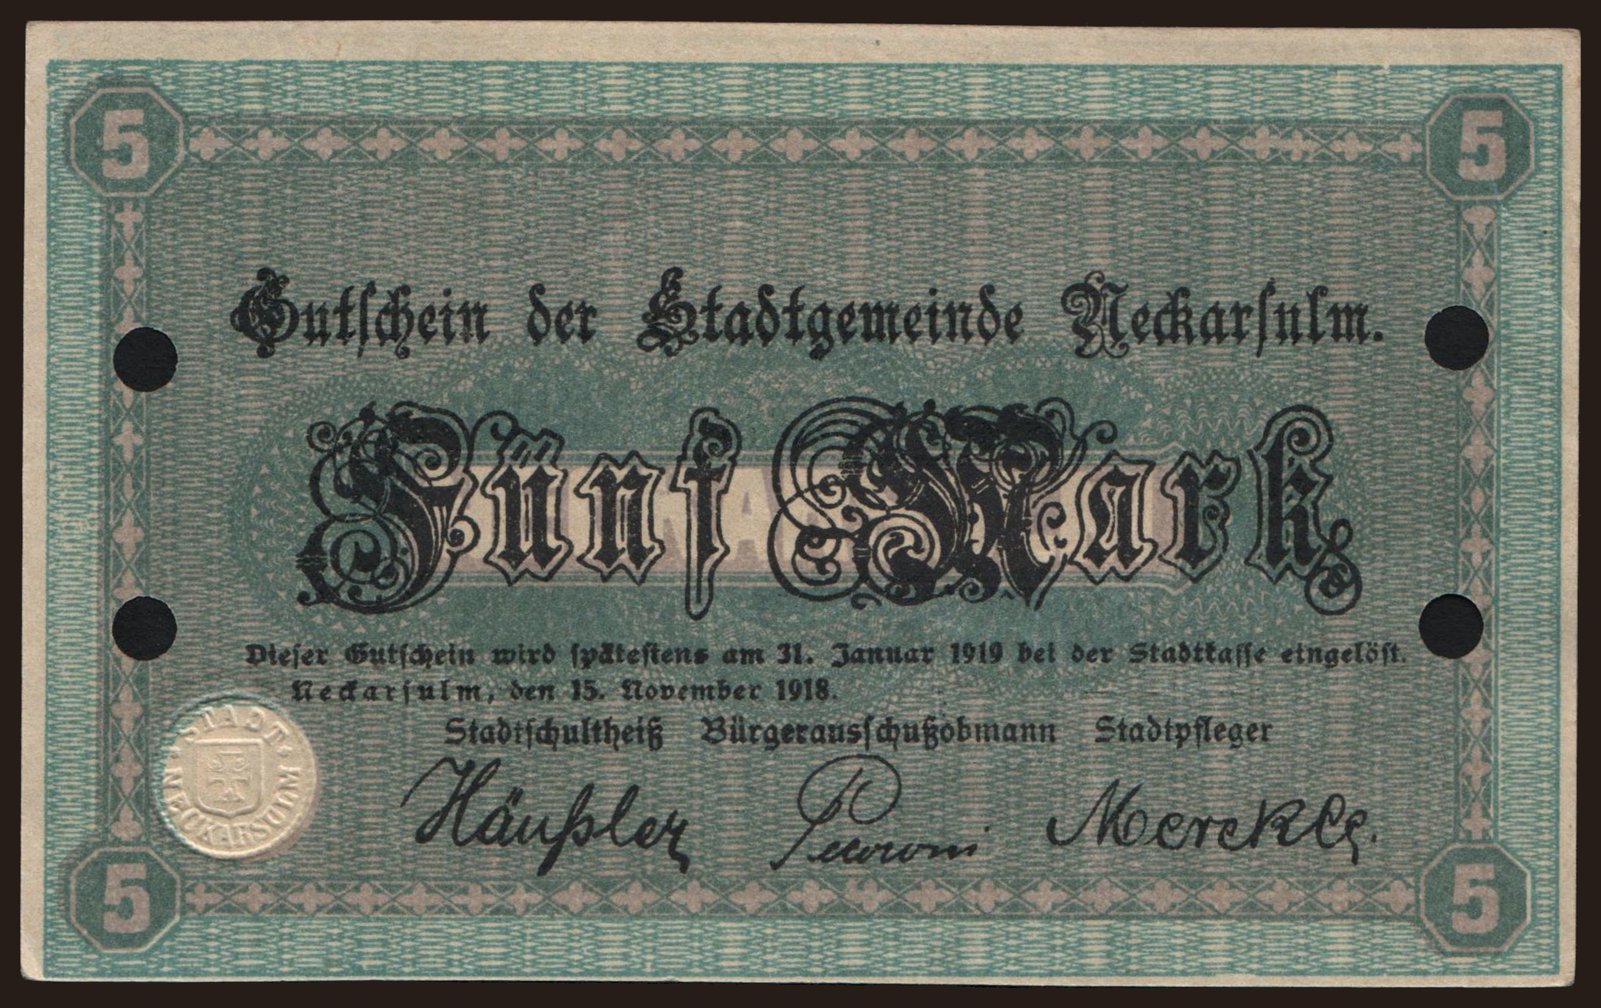 5 5
Gutschein der Stadtgemeinde Neckarsulm.
Fünf Mark
Dieser Gutschein wird spätestens am 31. Januar 1919 bei der Stadtkasse eingelöst.
Neckarsulm, den 15. November 1918.
Stadtschultheiß Bürgerausschußobmann Stadtpfleger
Häußler Merckle.
STADT NECKARSULM
5 5